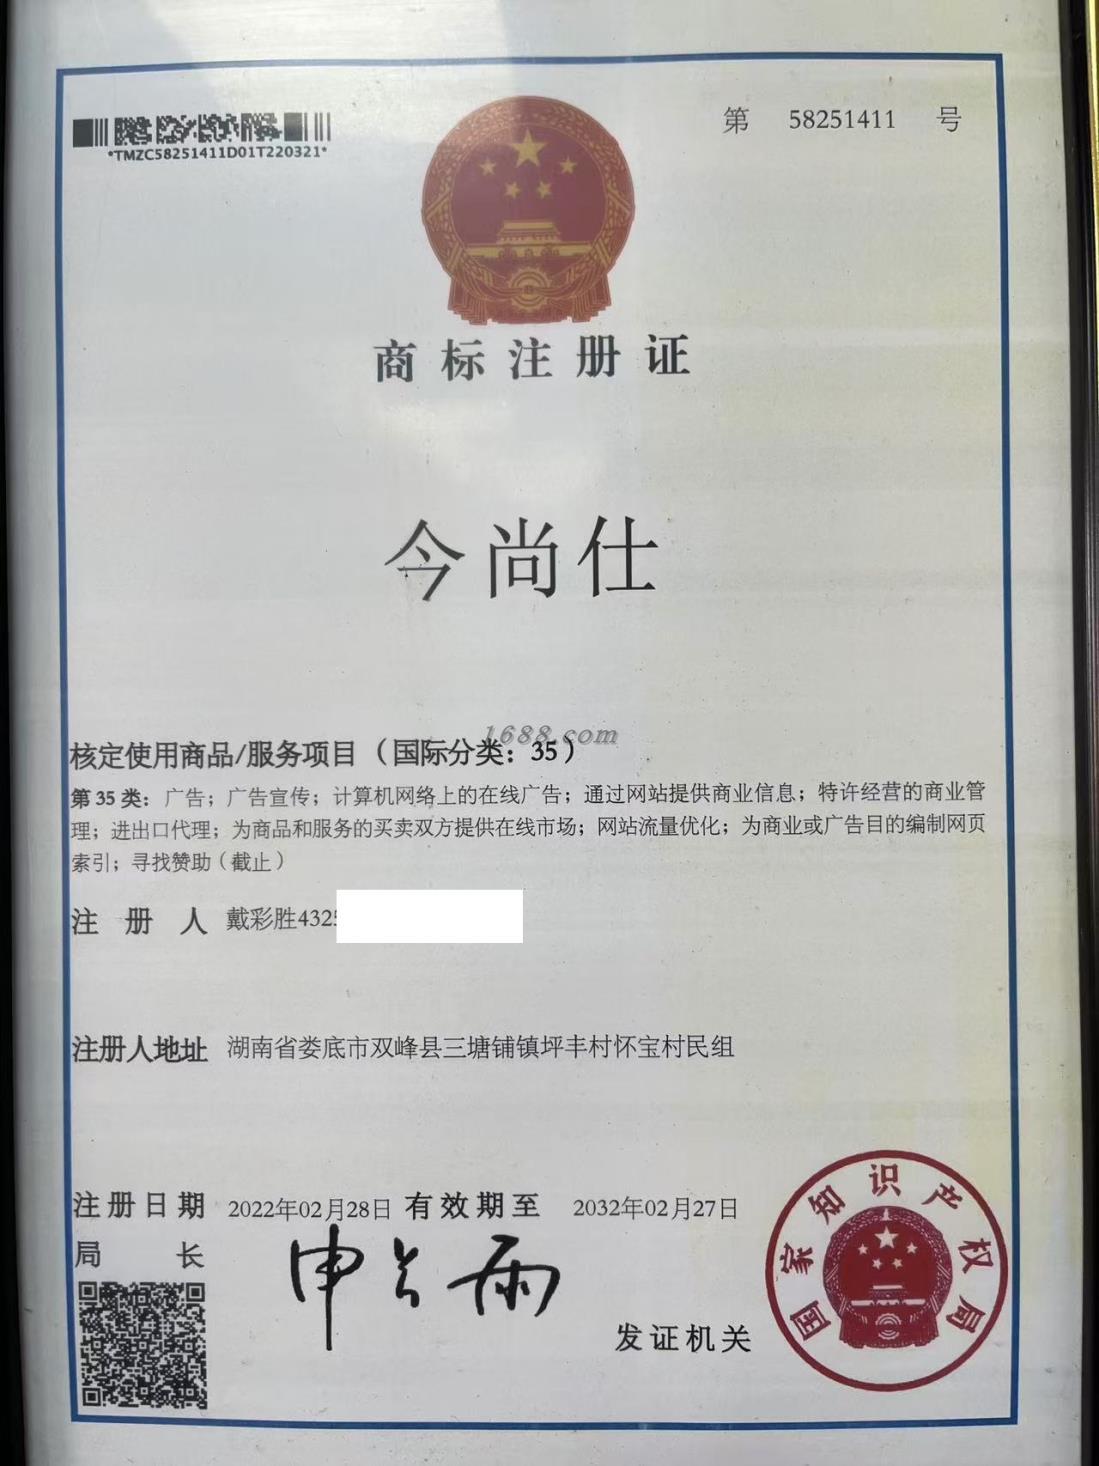 第 58251411 号
*TMZC58251411D01T220321*
商标注册证
今尚仕
1688.com
核定使用商品/服务项目（国际分类：35）
第 35 类：广告；广告宣传；计算机网络上的在线广告；通过网站提供商业信息；特许经营的商业管
理；进出口代理；为商品和服务的买卖双方提供在线市场；网站流量优化；为商业或广告目的编制网页
索引；寻找赞助（截止）
注册人 戴彩胜4325
注册人地址 湖南省娄底市双峰县三塘铺镇坪丰村怀宝村民组
注册日期 2022年02月28日 有效期至 2032年02月27日
局长 申长雨
发证机关
国家知识产权局